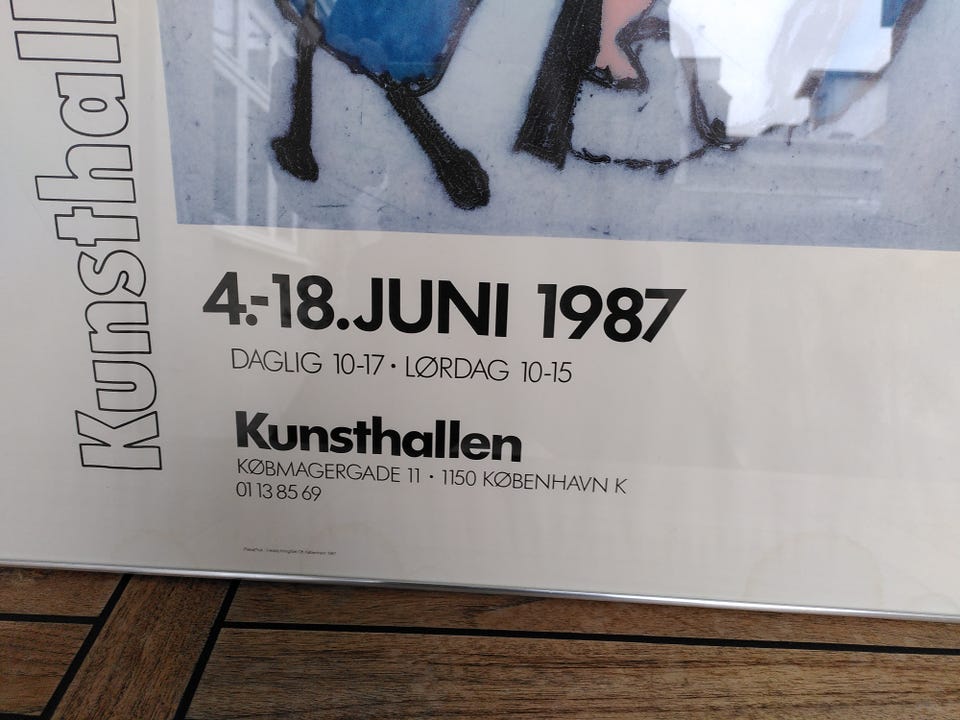 Kunsthall
4.-18. JUNI 1987
DAGLIG 10-17 · LØRDAG 10-15
Kunsthallen
KØBMAGERGADE 11 · 1150 KØBENHAVN K
01 13 85 69